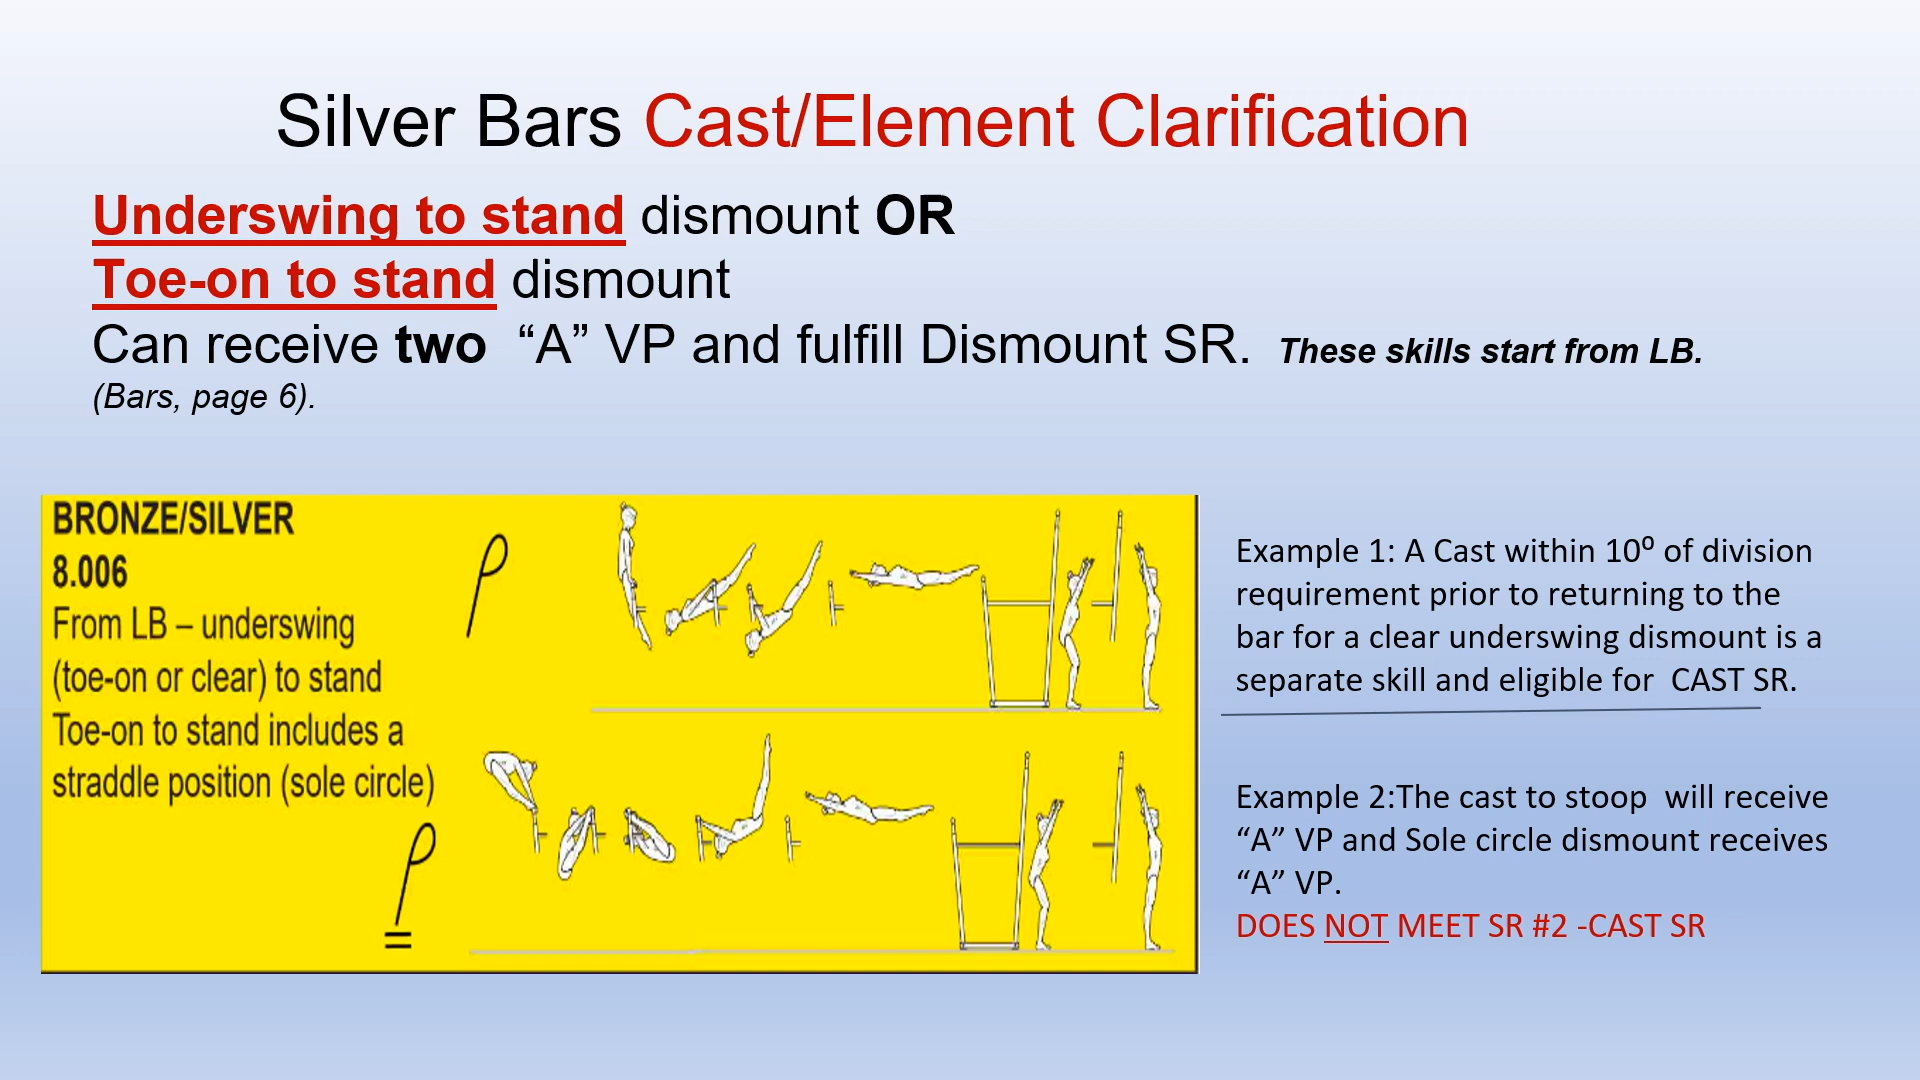 Silver Bars Cast/Element Clarification
Underswing to stand dismount OR
Toe-on to stand dismount
Can receive two “A” VP and fulfill Dismount SR. These skills start from LB.
(Bars, page 6).
BRONZE/SILVER
8.006
From LB – underswing
(toe-on or clear) to stand
Toe-on to stand includes a
straddle position (sole circle)
Example 1: A Cast within 10⁰ of division
requirement prior to returning to the
bar for a clear underswing dismount is a
separate skill and eligible for CAST SR.
Example 2:The cast to stoop will receive
“A” VP and Sole circle dismount receives
“A” VP.
DOES NOT MEET SR #2 -CAST SR